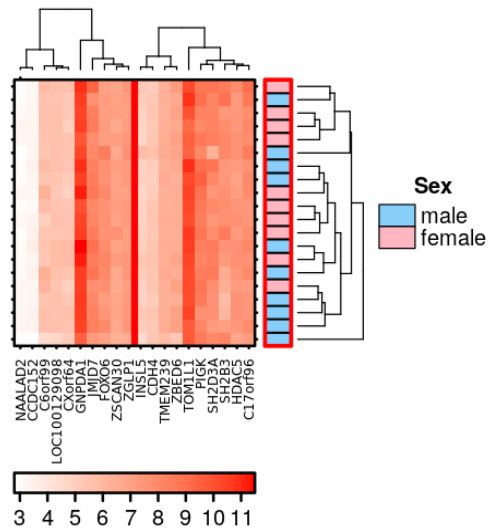 Sex
male
female
NAALAD2
CCDC152
C6orf99
LOC100129098
CXorf64
GNPDA1
JMJD7
FOXO6
ZSCAN30
ZGLP1
INSL5
CDH4
TMEM239
ZBED6
TOM1L1
PIGK
SH2D3A
SH2B3
HDAC5
C17orf96
3 4 5 6 7 8 9 10 11